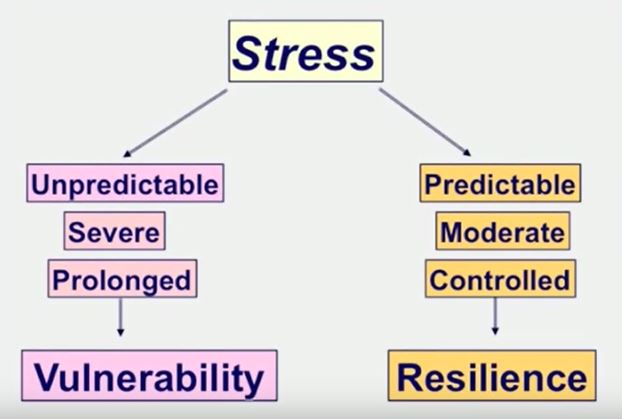 Stress
Unpredictable
Severe
Prolonged
Vulnerability
Predictable
Moderate
Controlled
Resilience